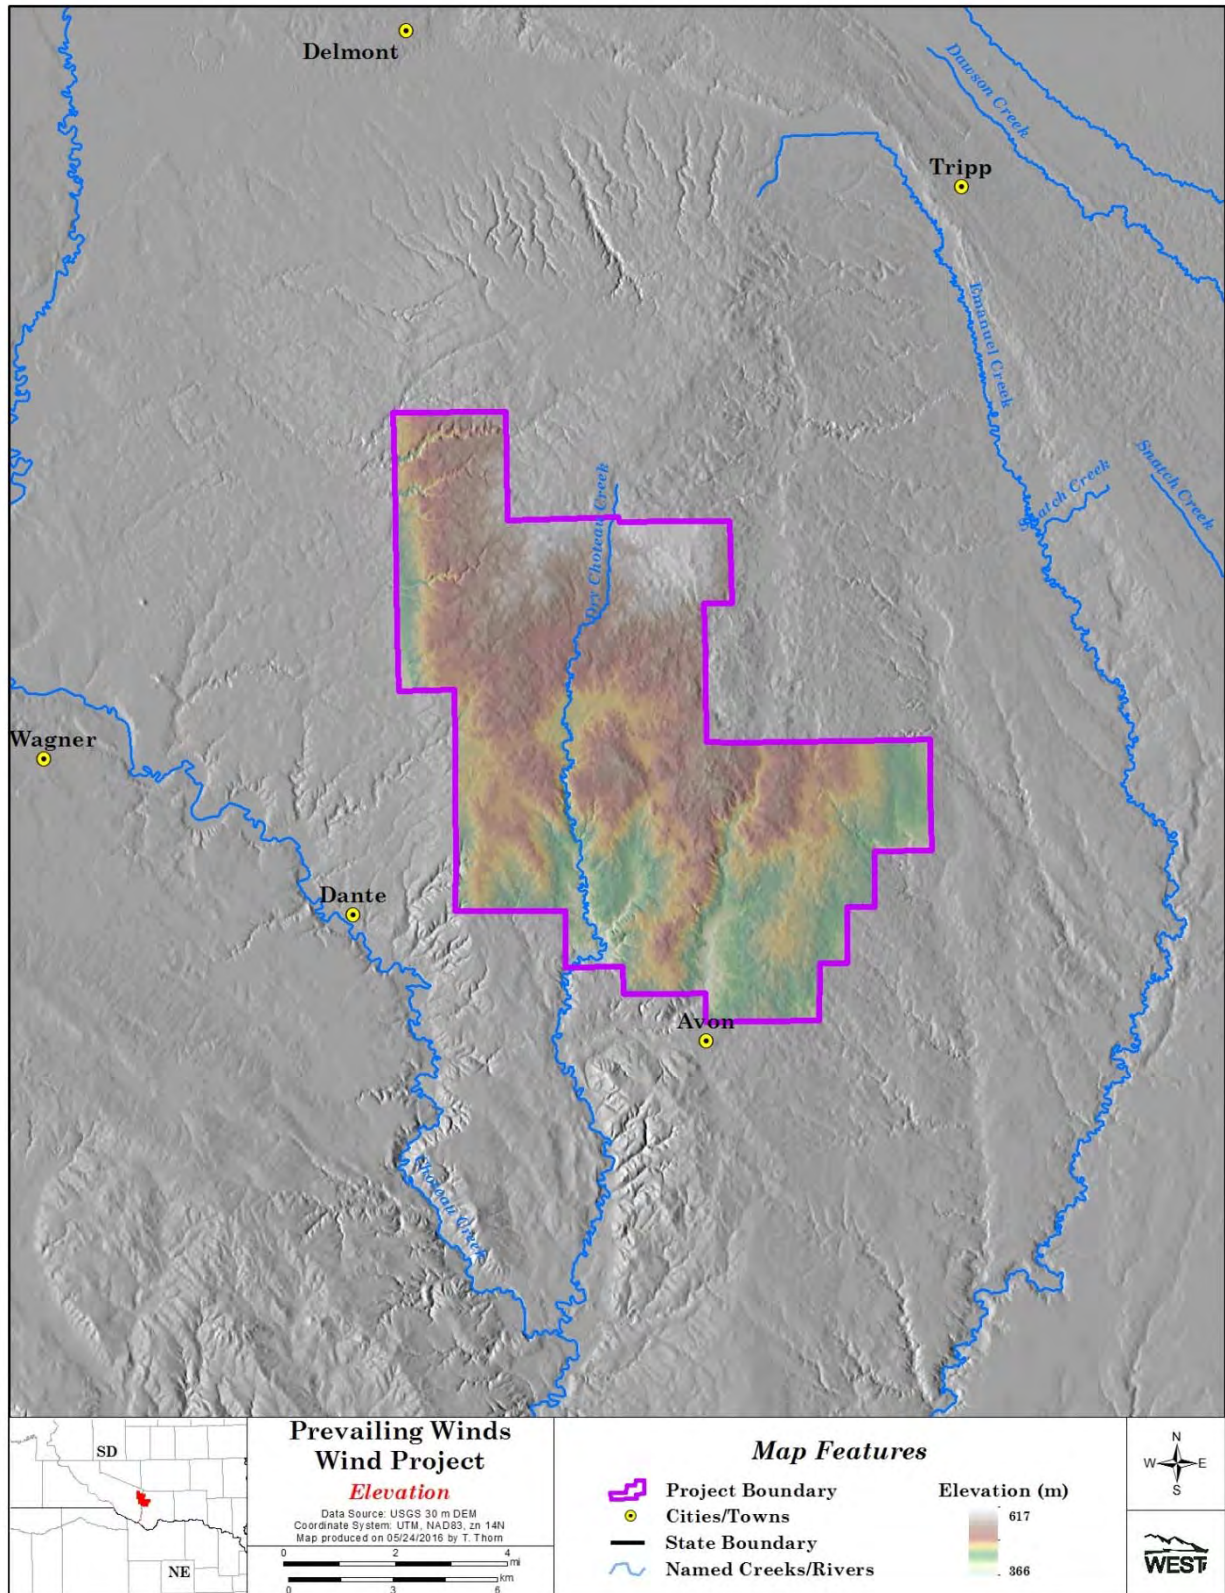 Delmont
Dawson Creek
Tripp
Emanuel Creek
Snatch Creek
Snatch Creek
Dry Choteau Creek
Wagner
Dante
Avon
Choteau Creek
SD
NE
Prevailing Winds
Wind Project
Elevation
Data Source: USGS 30 m DEM
Coordinate System: UTM, NAD83, zn 14N
Map produced on 05/24/2016 by T. Thorn
0 2 4
mi
km
0 3 6
Map Features
Project Boundary
Cities/Towns
State Boundary
Named Creeks/Rivers
Elevation (m)
617
366
N
W E
S
WEST